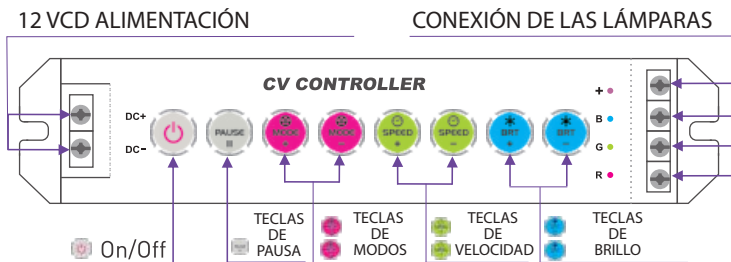 12 VCD ALIMENTACIÓN
CONEXIÓN DE LAS LÁMPARAS
CV CONTROLLER
DC+
DC-
PAUSE
MODE
+
MODE
-
SPEED
+
SPEED
-
BRT
+
BRT
-
+
B
G
R
On/Off
TECLAS DE PAUSA
TECLAS DE MODOS
TECLAS DE VELOCIDAD
TECLAS DE BRILLO